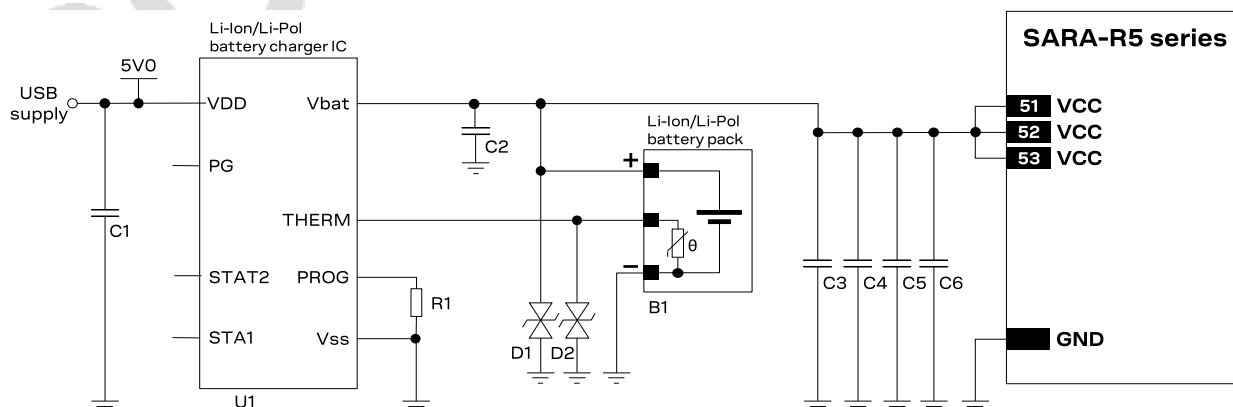 Li-Ion/Li-Pol
battery charger IC
SARA-R5 series
5V0
USB
supply
VDD
Vbat
51 VCC
52 VCC
53 VCC
Li-Ion/Li-Pol
battery pack
C2
+
PG
THERM
C1
θ
–
STAT2
PROG
C3
C4
C5
C6
R1
B1
STA1
Vss
D1
D2
GND
U1